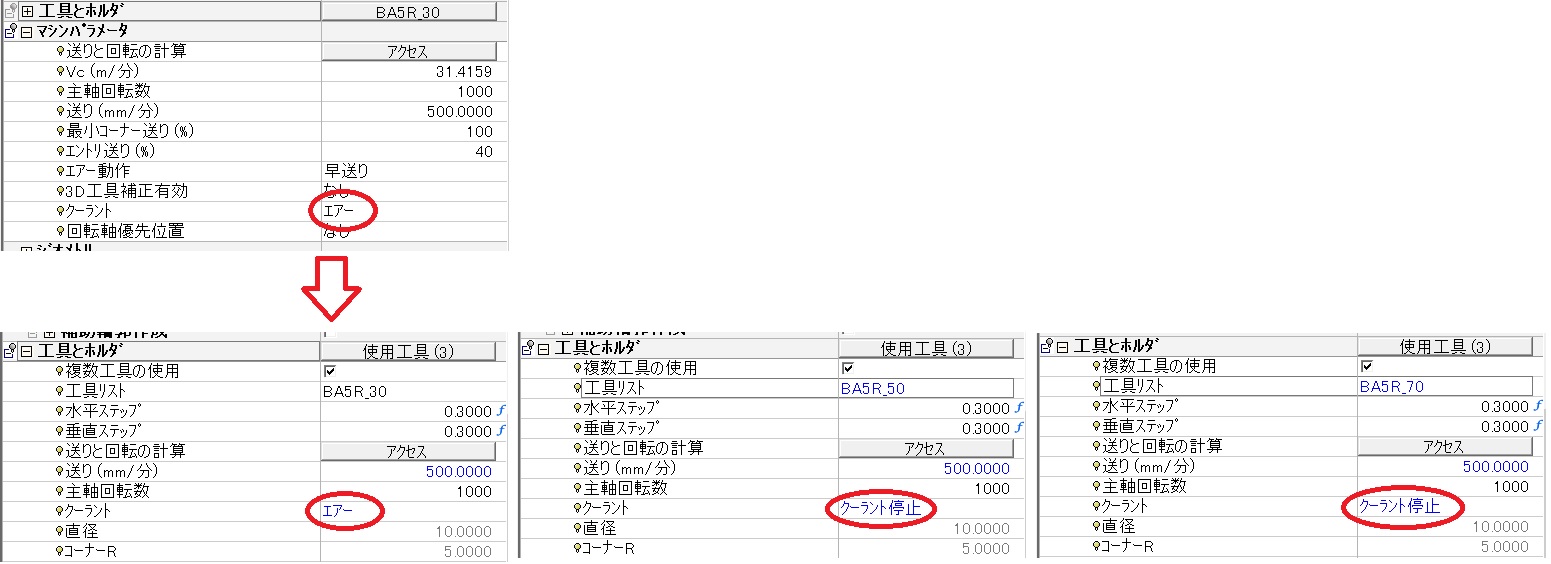 工具とホルダ BA5R_30
マシンパラメータ
送りと回転の計算 アクセス
Vc (m/分) 31.4159
主軸回転数 1000
送り (mm/分) 500.0000
最小コーナー送り (%) 100
エントリ送り (%) 40
エアー動作 早送り
3D工具補正有効 なし
クーラント エアー
回転軸優先位置 なし
ジオメトリ
補助輪郭作成
工具とホルダ 使用工具 (3)
複数工具の使用
工具リスト BA5R_30
水平ステップ 0.3000 f
垂直ステップ 0.3000 f
送りと回転の計算 アクセス
送り (mm/分) 500.0000
主軸回転数 1000
クーラント エアー
直径 10.0000
コーナーR 5.0000
工具とホルダ 使用工具 (3)
複数工具の使用
工具リスト BA5R_50
水平ステップ 0.3000 f
垂直ステップ 0.3000 f
送りと回転の計算 アクセス
送り (mm/分) 500.0000
主軸回転数 1000
クーラント クーラント停止
直径 10.0000
コーナーR 5.0000
工具とホルダ 使用工具 (3)
複数工具の使用
工具リスト BA5R_70
水平ステップ 0.3000 f
垂直ステップ 0.3000 f
送りと回転の計算 アクセス
送り (mm/分) 500.0000
主軸回転数 1000
クーラント クーラント停止
直径 10.0000
コーナーR 5.0000